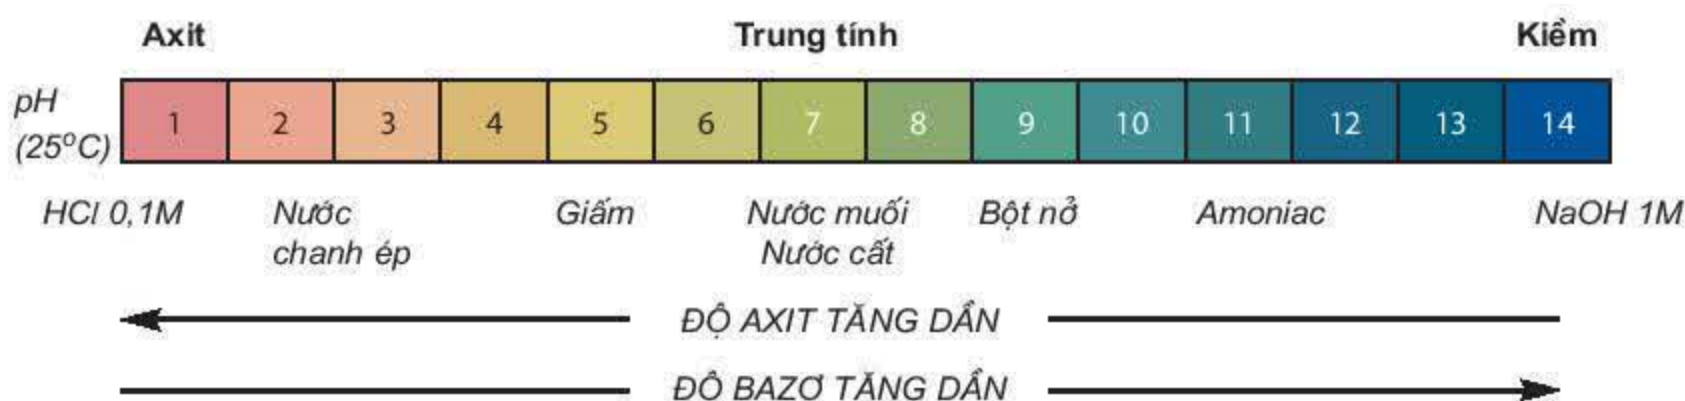 Axit Trung tính Kiềm
pH
(25°C)
1 2 3 4 5 6 7 8 9 10 11 12 13 14
HCl 0,1M Nước Giấm Nước muối Bột nở Amoniac NaOH 1M
chanh ép Nước cất
ĐỘ AXIT TĂNG DẦN
ĐỘ BAZƠ TĂNG DẦN